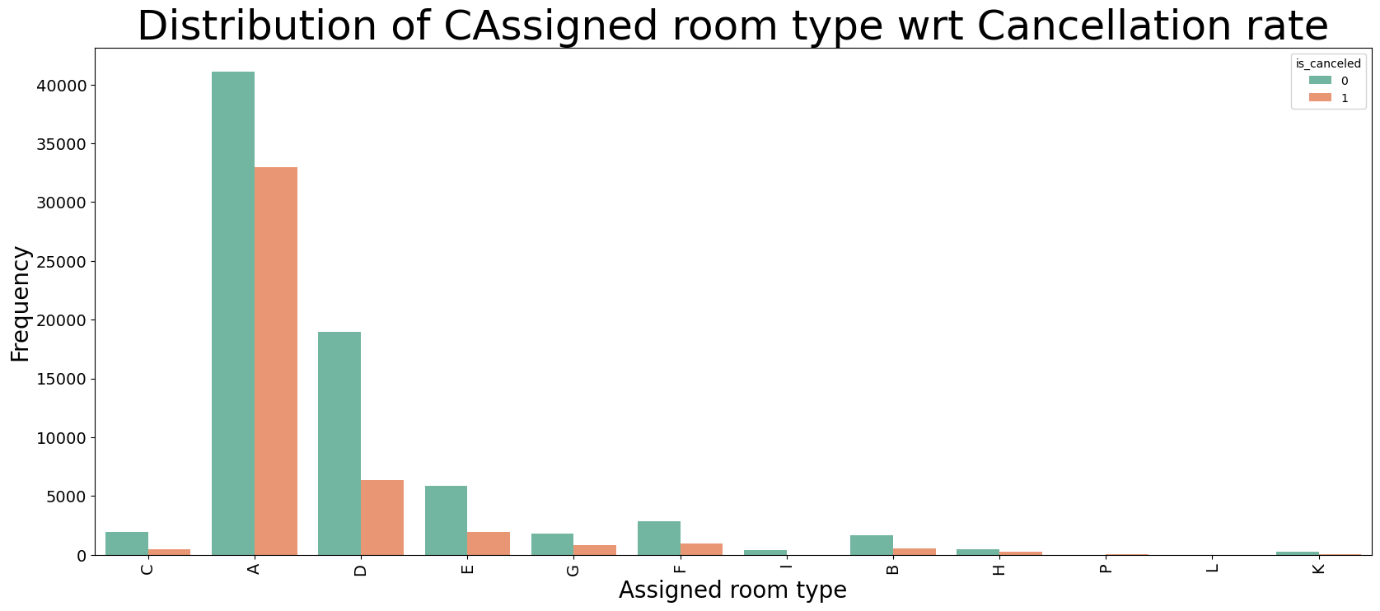 Distribution of CAssigned room type wrt Cancellation rate
is_canceled
0
1
Frequency
40000
35000
30000
25000
20000
15000
10000
5000
0
C A D E G F I B H P L K
Assigned room type